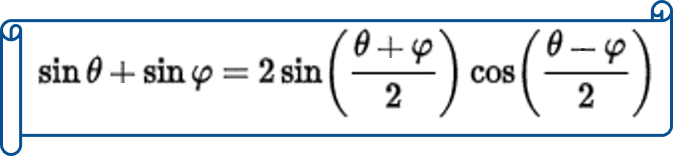 sin θ + sin φ = 2 sin((θ + φ)/2) cos((θ − φ)/2)